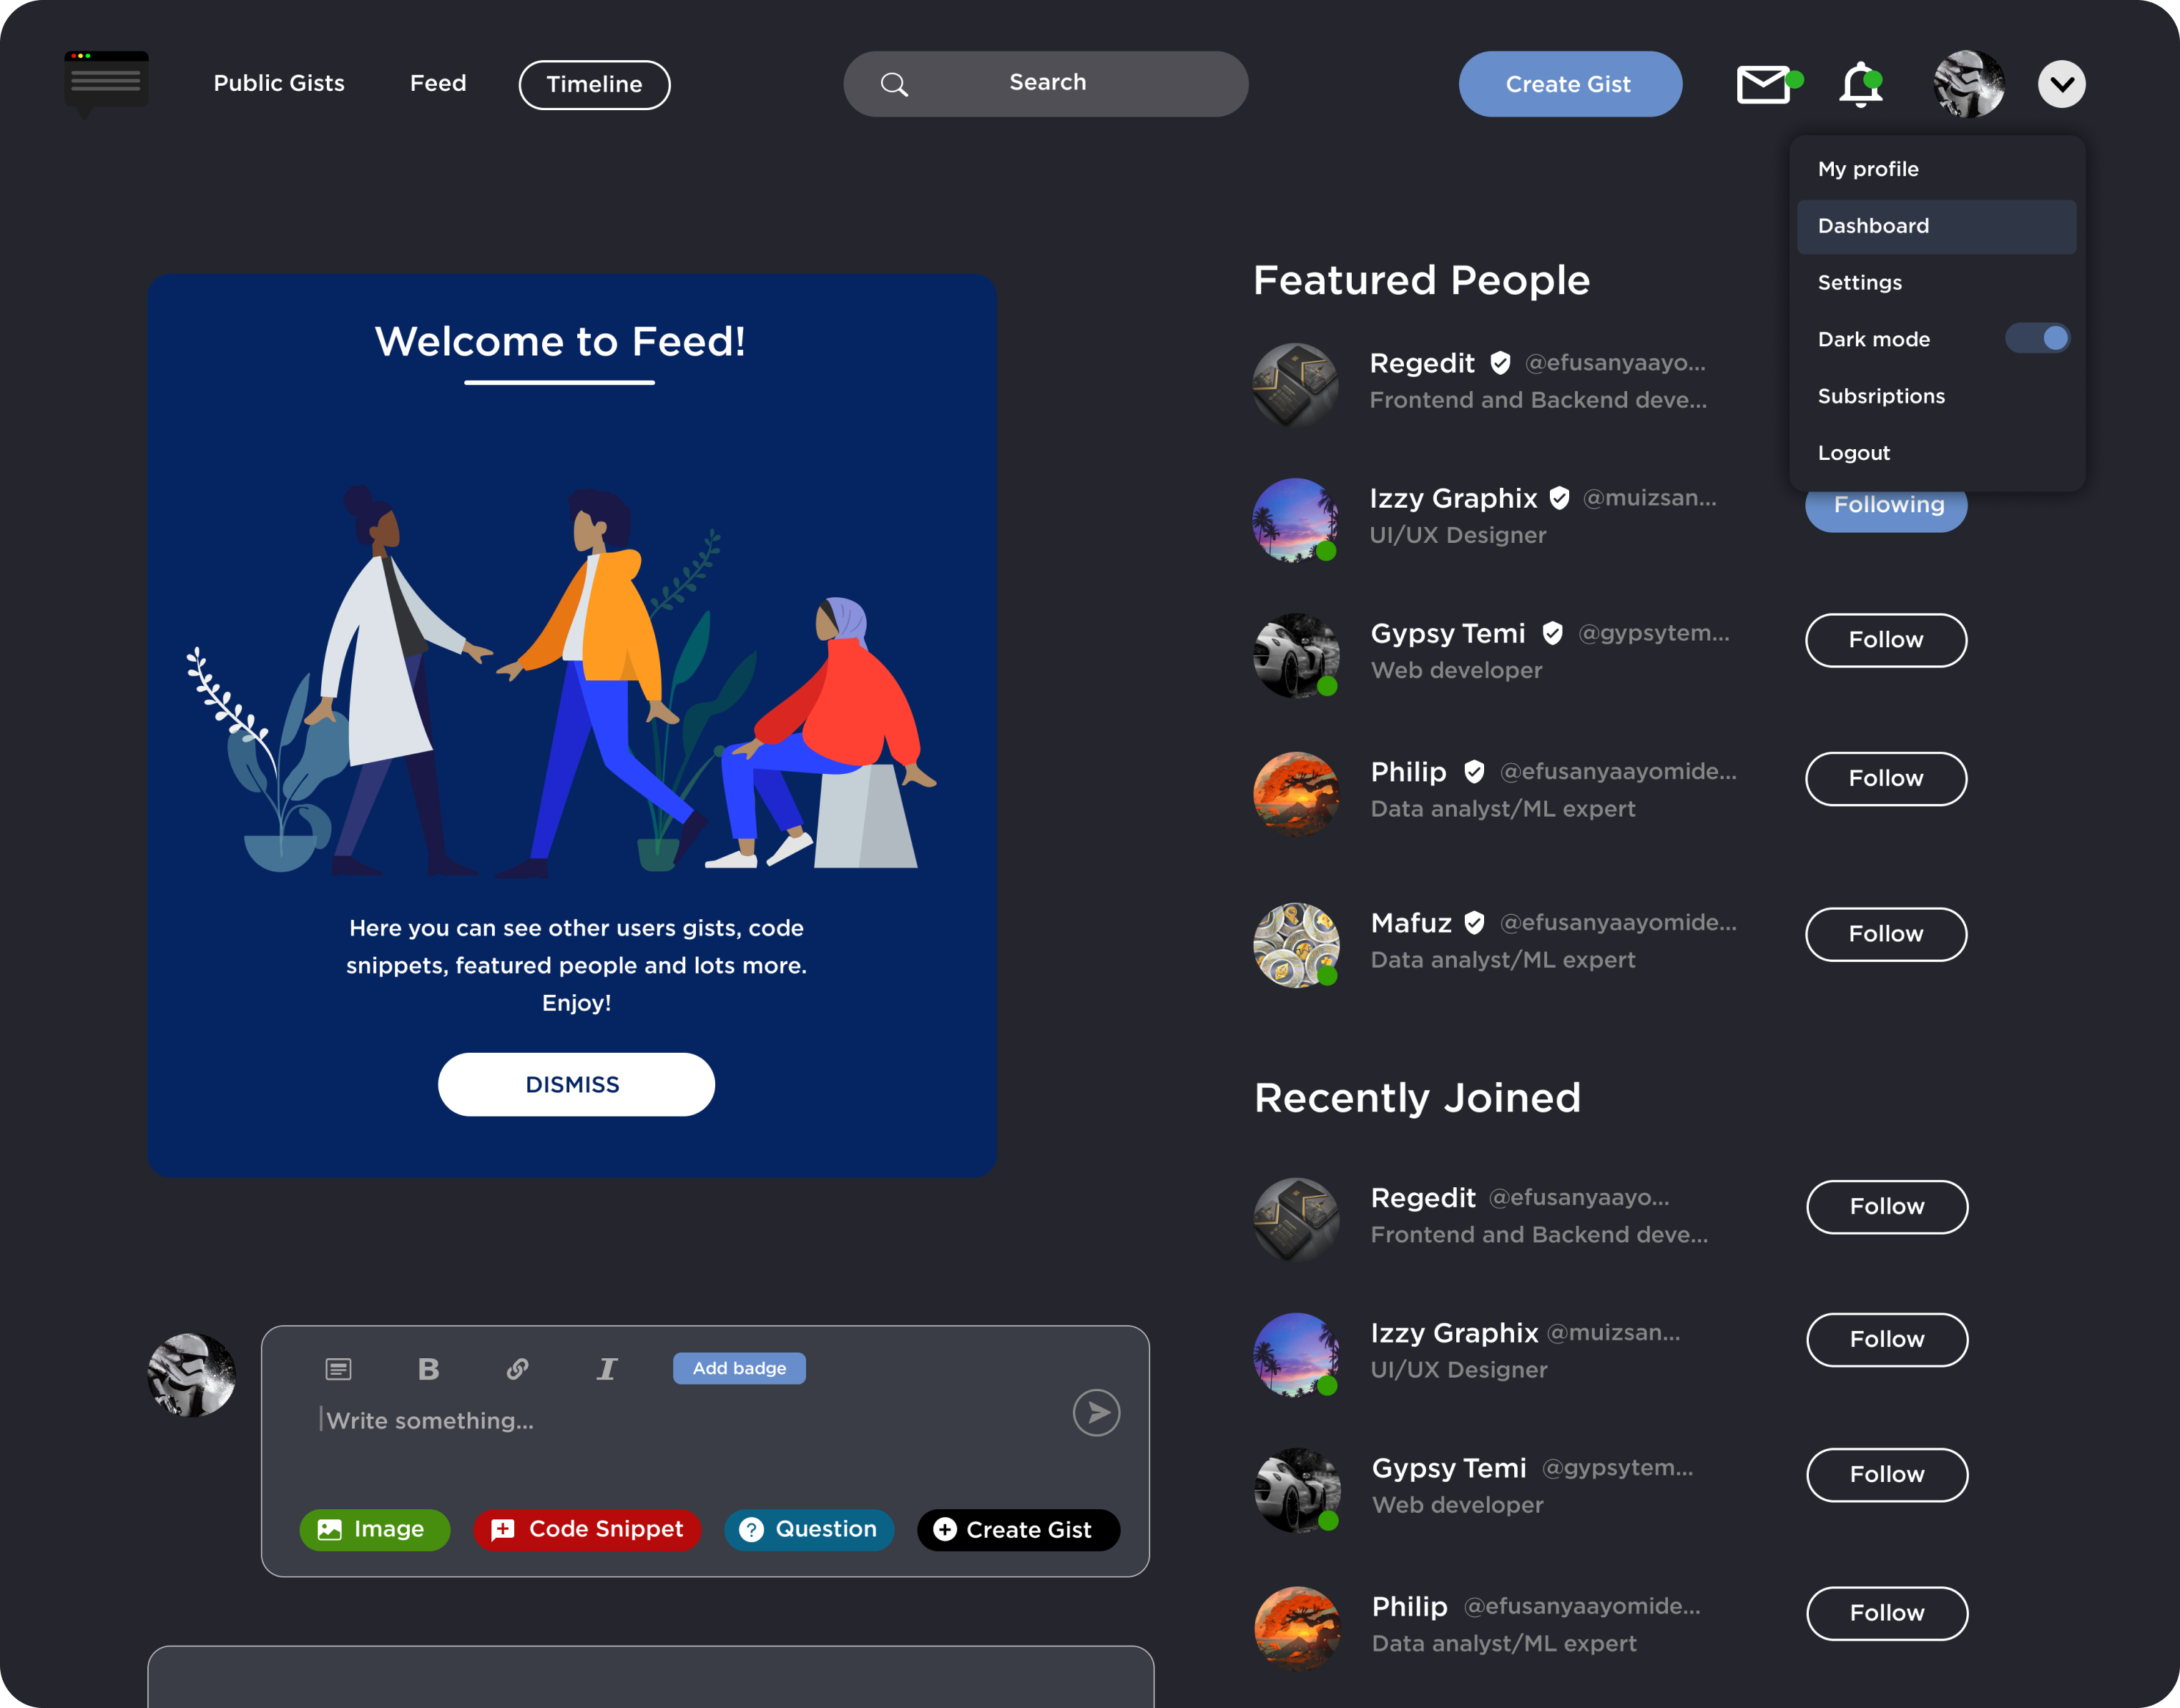 Public Gists
Feed
Timeline
Search
Create Gist
My profile
Dashboard
Settings
Dark mode
Subsriptions
Logout
Welcome to Feed!
Here you can see other users gists, code
snippets, featured people and lots more.
Enjoy!
DISMISS
B
I
Add badge
Write something...
Image
Code Snippet
? Question
Create Gist
Featured People
Regedit @efusanyaayo...
Frontend and Backend deve...
Izzy Graphix @muizsan...
UI/UX Designer
Following
Gypsy Temi @gypsytem...
Web developer
Follow
Philip @efusanyaayomide...
Data analyst/ML expert
Follow
Mafuz @efusanyaayomide...
Data analyst/ML expert
Follow
Recently Joined
Regedit @efusanyaayo...
Frontend and Backend deve...
Follow
Izzy Graphix @muizsan...
UI/UX Designer
Follow
Gypsy Temi @gypsytem...
Web developer
Follow
Philip @efusanyaayomide...
Data analyst/ML expert
Follow